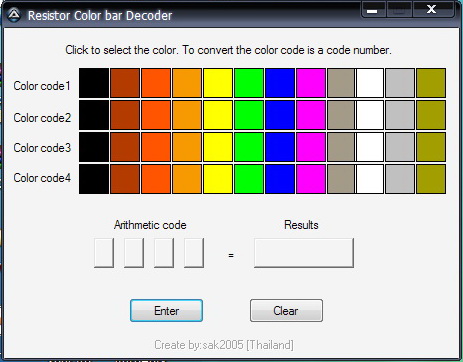 Resistor Color bar Decoder
Click to select the color. To convert the color code is a code number.
Color code1
Color code2
Color code3
Color code4
Arithmetic code Results
=
Enter Clear
Create by:sak2005 [Thailand]